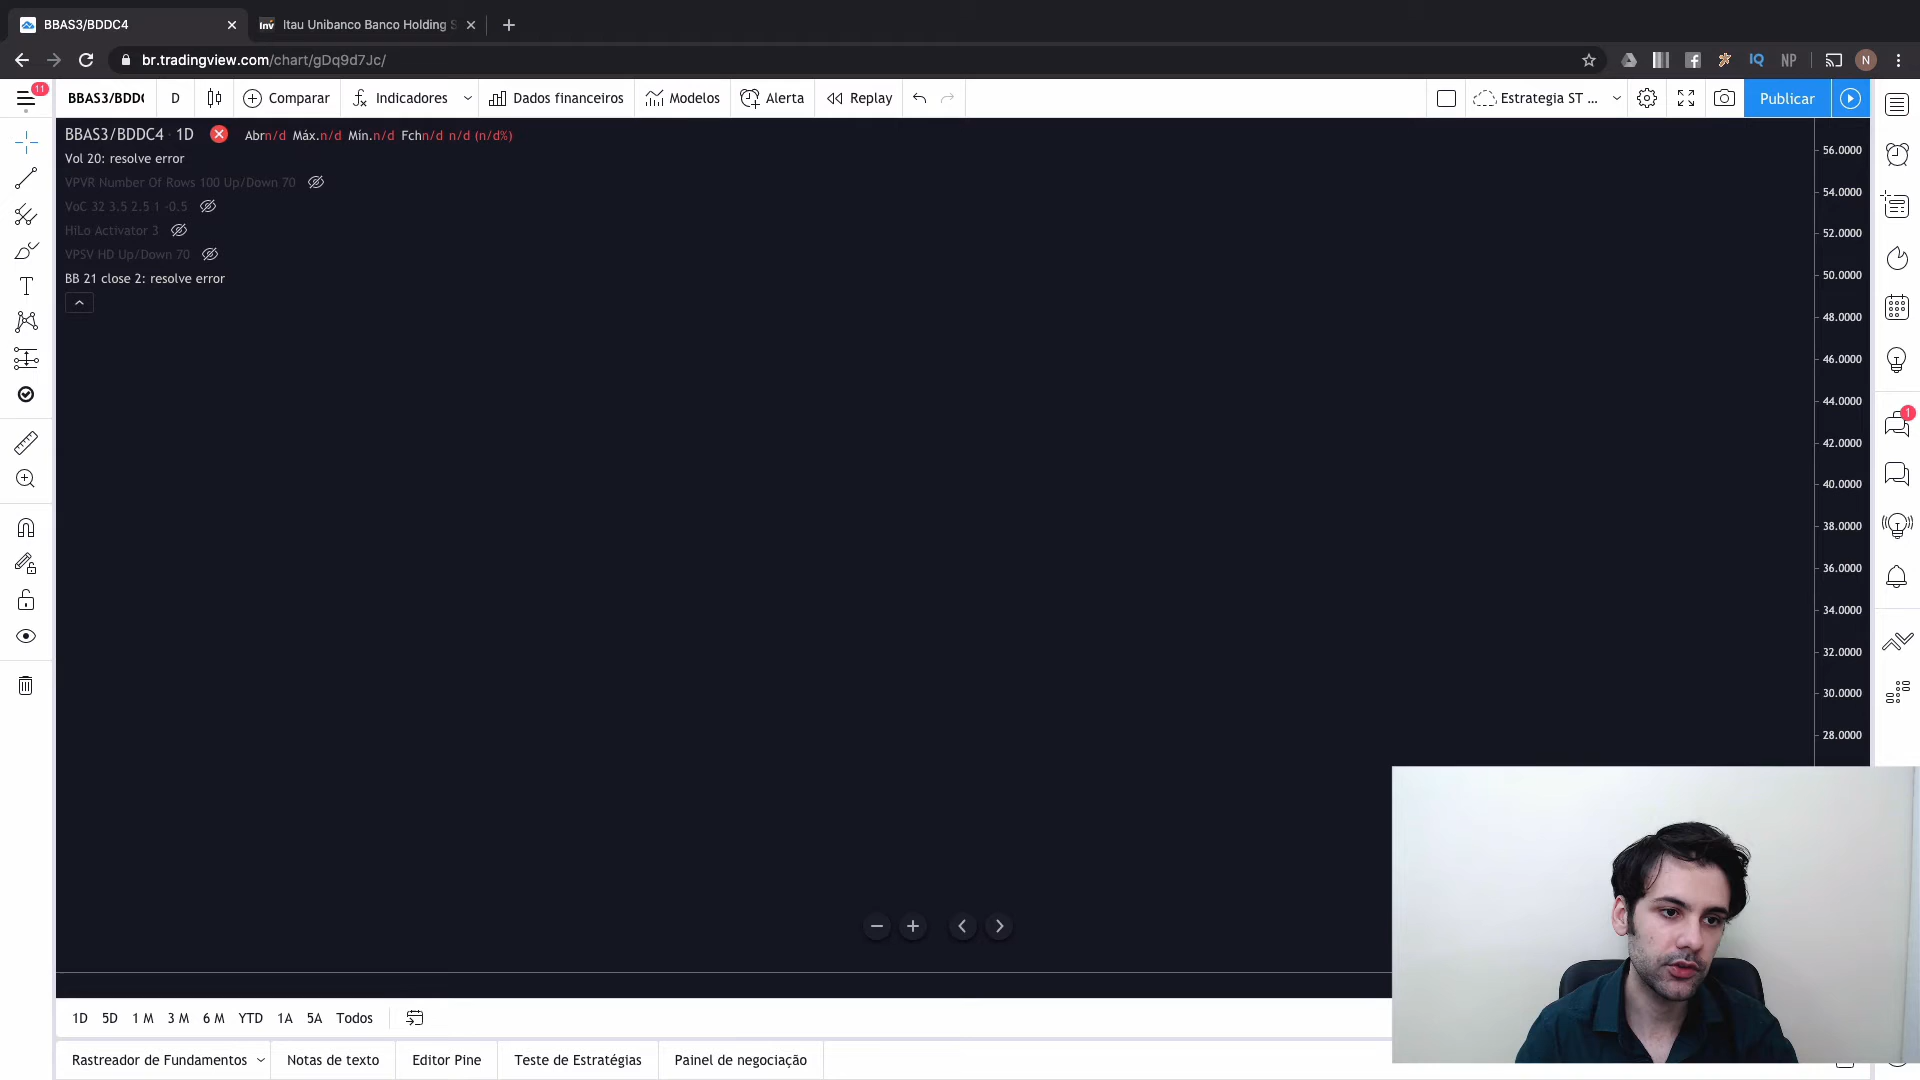 BBAS3/BDDC4
Itau Unibanco Banco Holding S
br.tradingview.com/chart/gDq9d7Jc/
IQ
NP
N
11
BBAS3/BDDC
D
Comparar
Indicadores
Dados financeiros
Modelos
Alerta
Replay
Estrategia ST ...
Publicar
BBAS3/BDDC4 · 1D
Abrn/d Máx.n/d Mín.n/d Fchn/d n/d (n/d%)
Vol 20: resolve error
VPVR Number Of Rows 100 Up/Down 70
VoC 32 3.5 2.5 1 -0.5
HiLo Activator 3
VPSV HD Up/Down 70
BB 21 close 2: resolve error
56.0000
54.0000
52.0000
50.0000
48.0000
46.0000
44.0000
42.0000
40.0000
38.0000
36.0000
34.0000
32.0000
30.0000
28.0000
1
1D 5D 1 M 3 M 6 M YTD 1A 5A Todos
Rastreador de Fundamentos
Notas de texto
Editor Pine
Teste de Estratégias
Painel de negociação